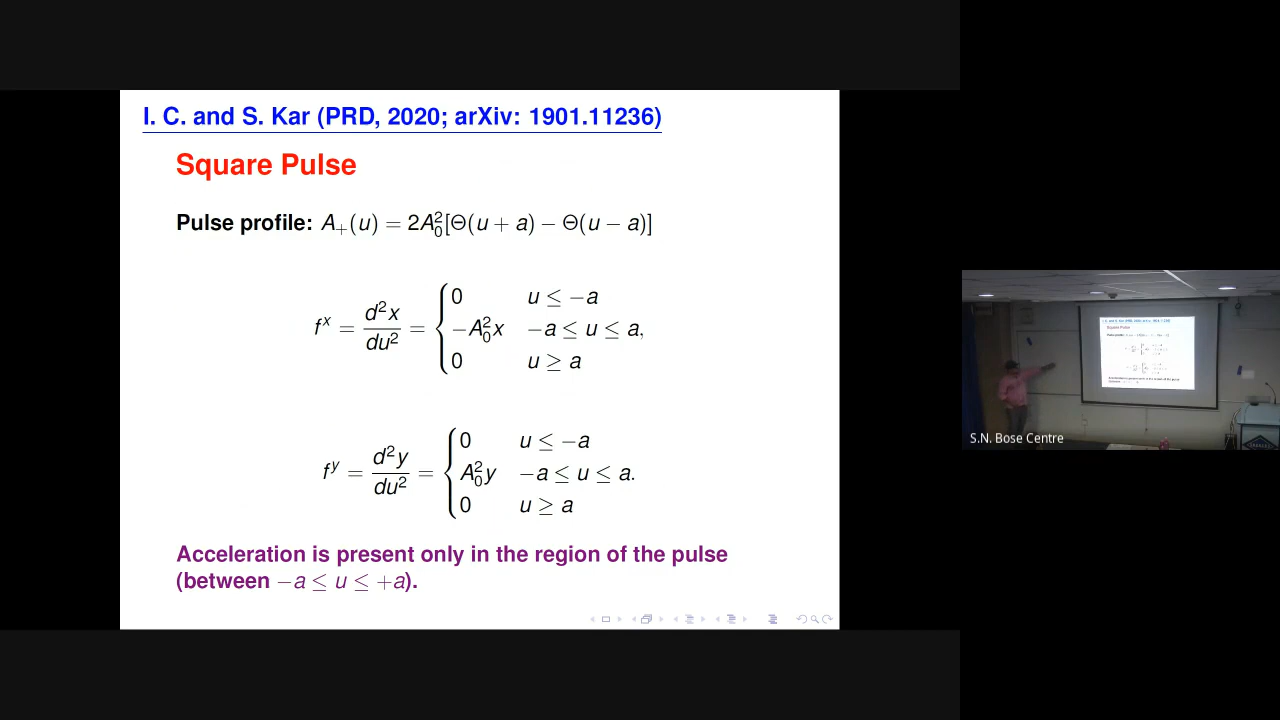 I. C. and S. Kar (PRD, 2020; arXiv: 1901.11236)
Square Pulse
Pulse profile: A₊(u) = 2A₀²[Θ(u + a) − Θ(u − a)]
fˣ = d²x/du² = { 0 u ≤ −a
−A₀²x −a ≤ u ≤ a,
0 u ≥ a
fʸ = d²y/du² = { 0 u ≤ −a
A₀²y −a ≤ u ≤ a.
0 u ≥ a
Acceleration is present only in the region of the pulse
(between −a ≤ u ≤ +a).
S.N. Bose Centre